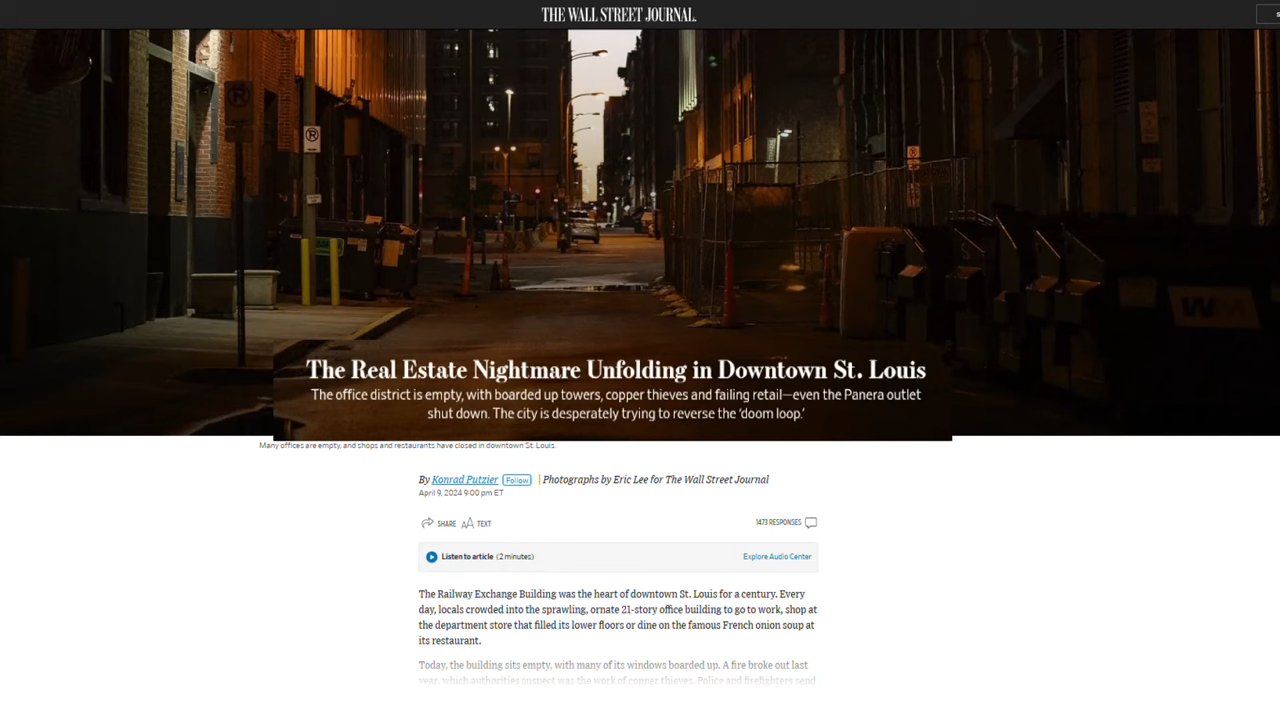 THE WALL STREET JOURNAL.
The Real Estate Nightmare Unfolding in Downtown St. Louis
The office district is empty, with boarded up towers, copper thieves and failing retail—even the Panera outlet
shut down. The city is desperately trying to reverse the ‘doom loop.’
Many offices are empty, and shops and restaurants have closed in downtown St. Louis.
By Konrad Putzier Follow | Photographs by Eric Lee for The Wall Street Journal
April 9, 2024 9:00 pm ET
SHARE AA TEXT
1473 RESPONSES
Listen to article (2 minutes)
Explore Audio Center
The Railway Exchange Building was the heart of downtown St. Louis for a century. Every
day, locals crowded into the sprawling, ornate 21-story office building to go to work, shop at
the department store that filled its lower floors or dine on the famous French onion soup at
its restaurant.
Today, the building sits empty, with many of its windows boarded up. A fire broke out last
year, which authorities suspect was the work of copper thieves. Police and firefighters send